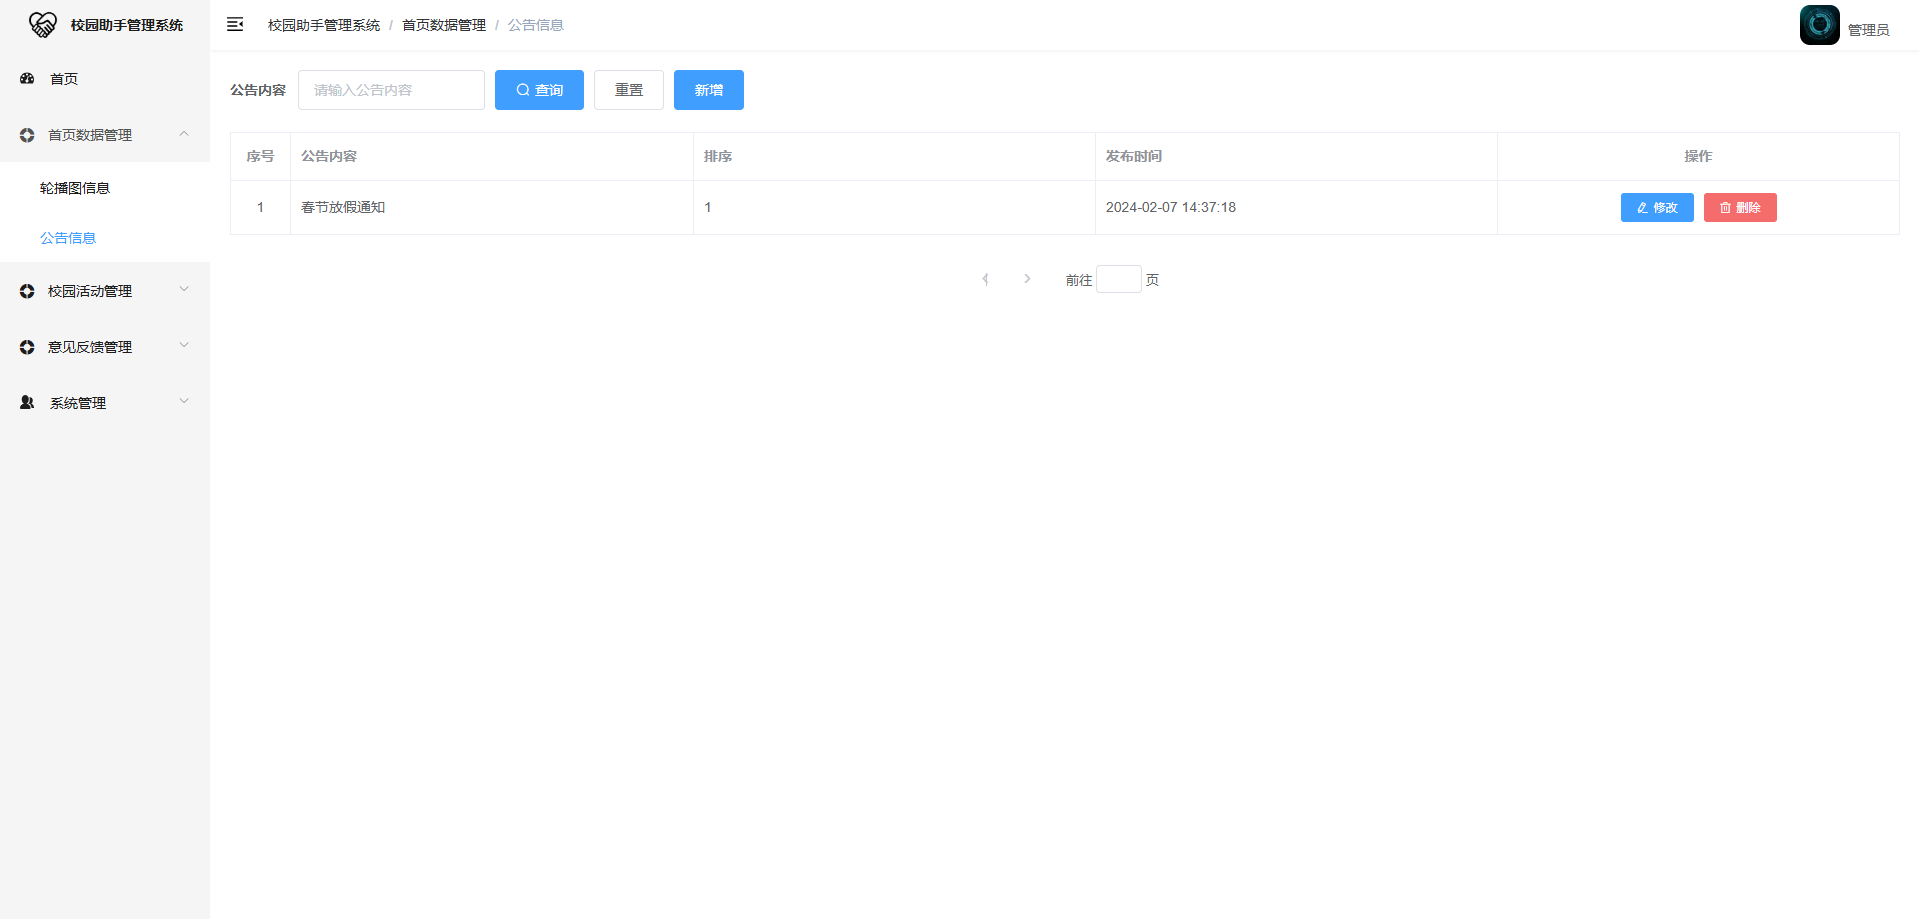 校园助手管理系统
校园助手管理系统 / 首页数据管理 / 公告信息
管理员
首页
首页数据管理
轮播图信息
公告信息
校园活动管理
意见反馈管理
系统管理
公告内容 请输入公告内容 查询 重置 新增
序号 公告内容 排序 发布时间 操作
1 春节放假通知 1 2024-02-07 14:37:18 修改 删除
前往 页